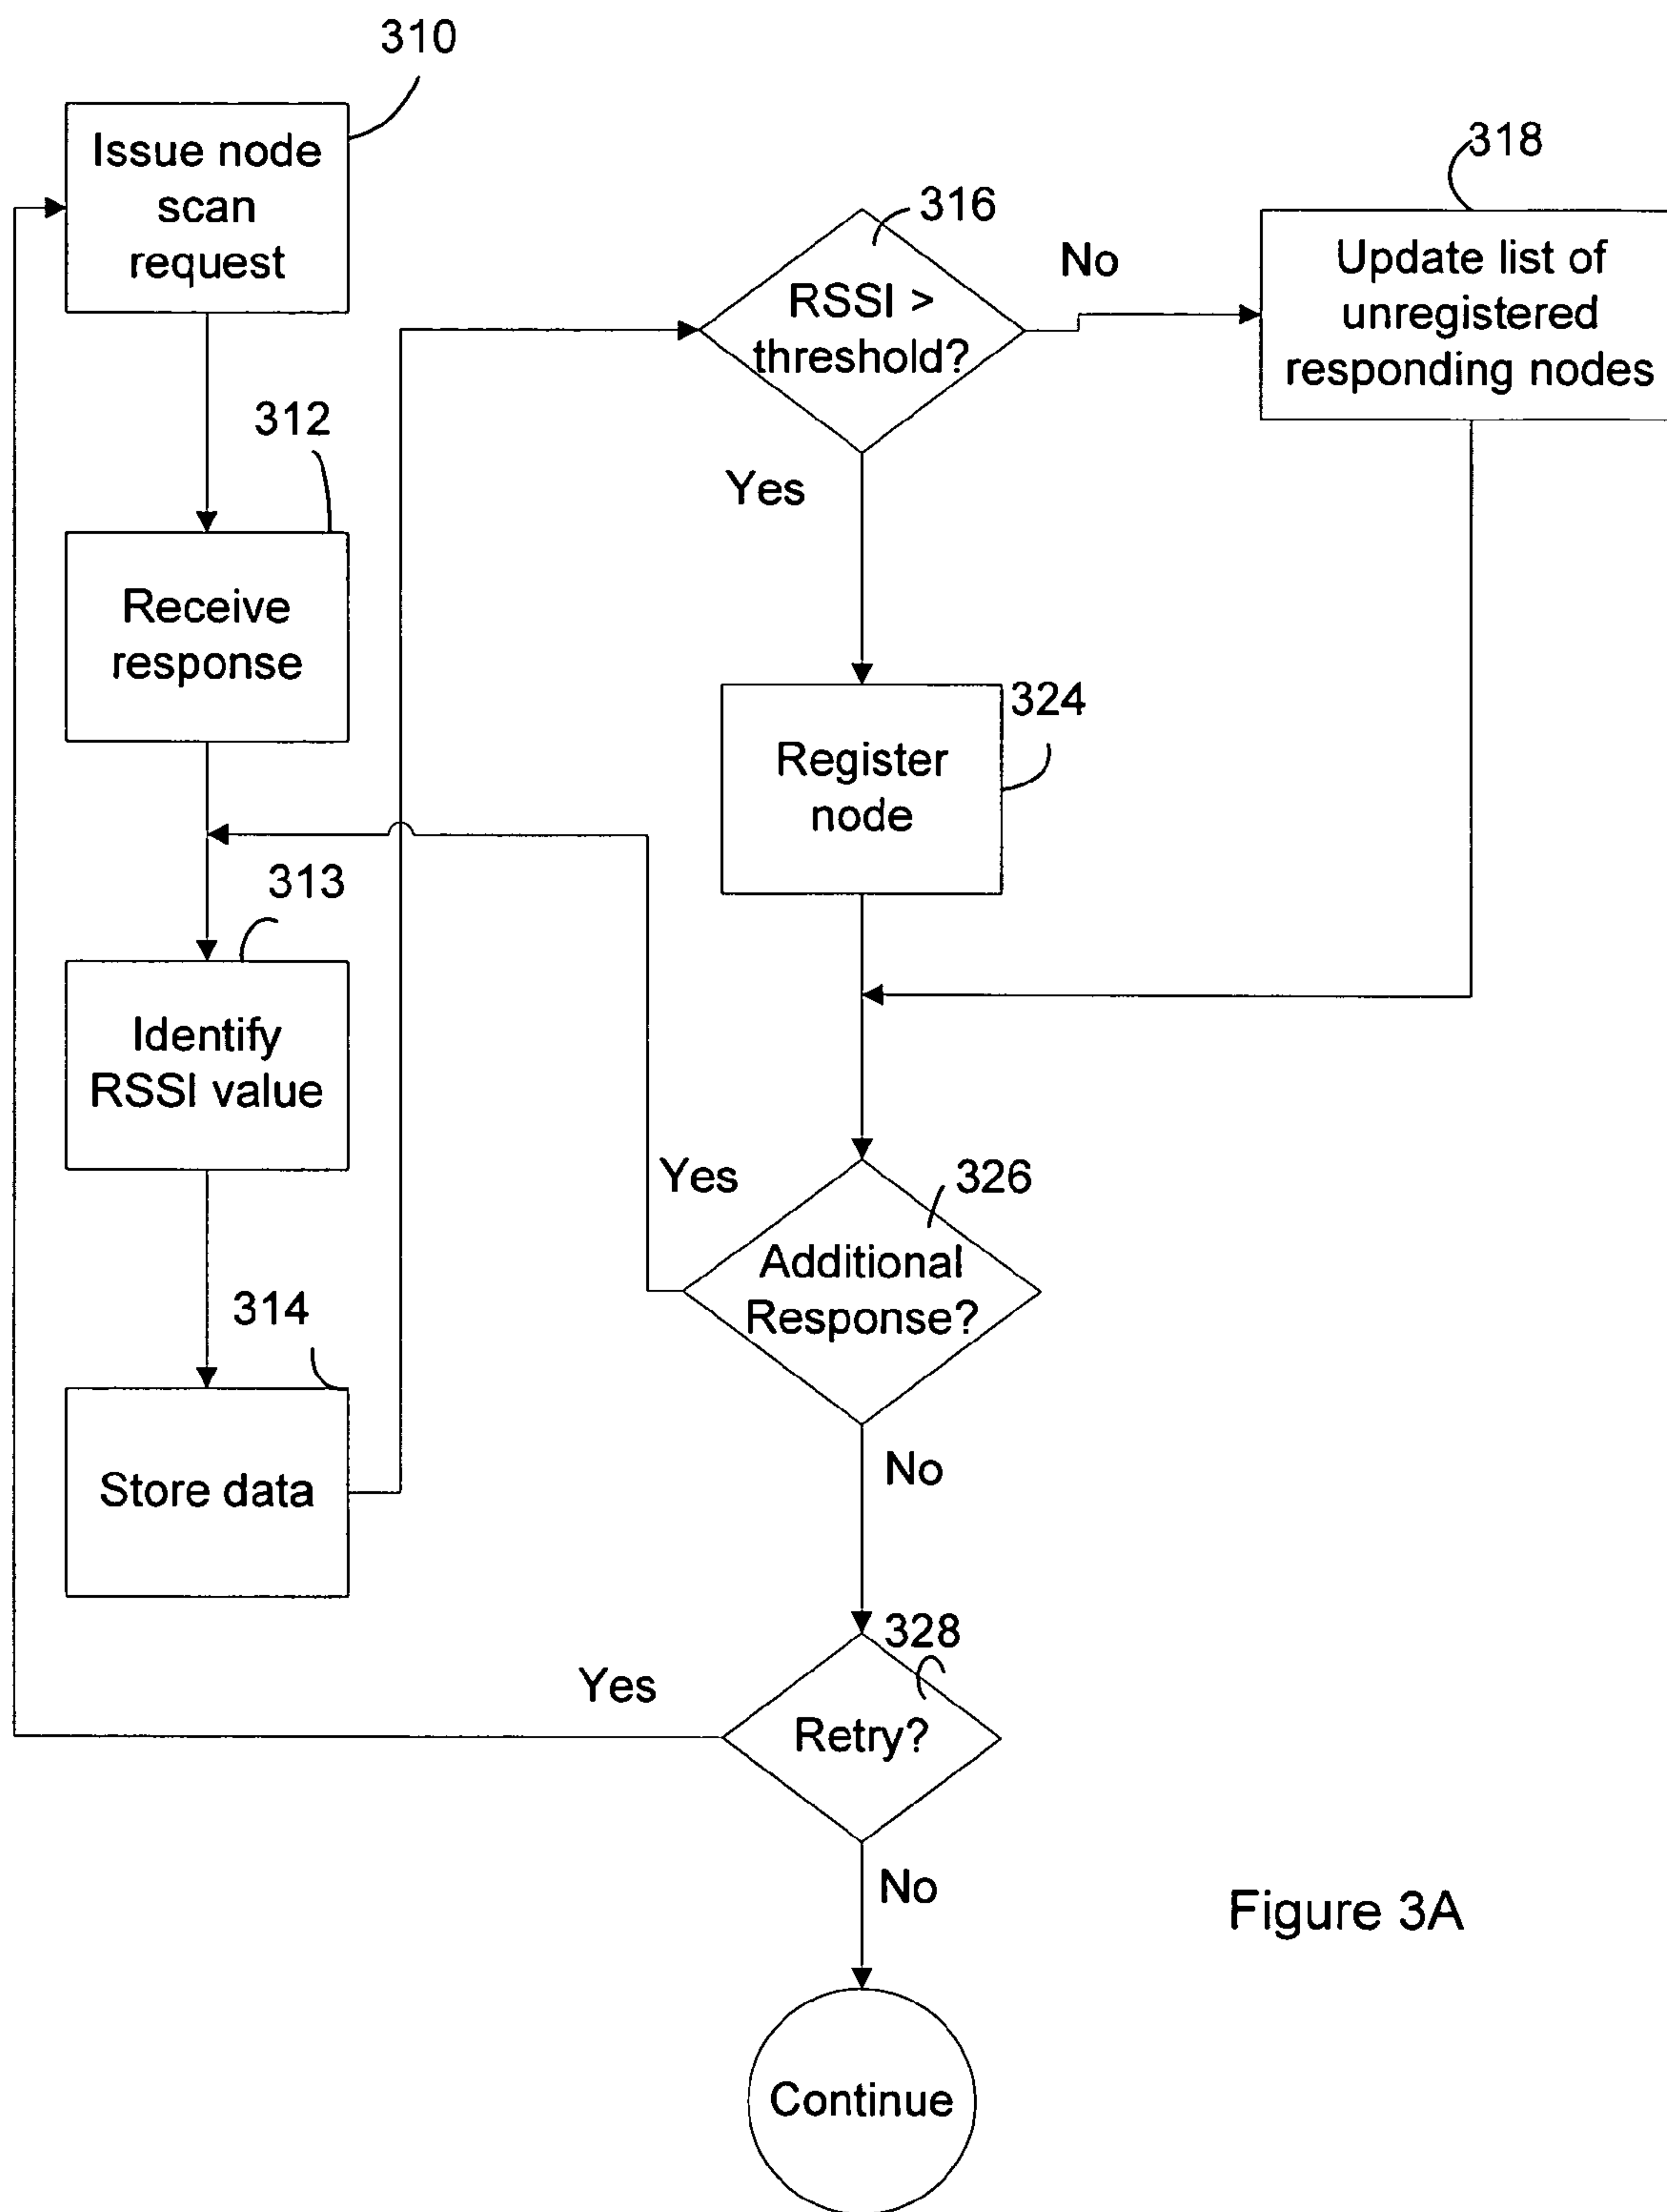 310
Issue node
scan
request
312
Receive
response
313
Identify
RSSI value
314
Store data
316
RSSI >
threshold?
No
Yes
318
Update list of
unregistered
responding nodes
324
Register
node
326
Additional
Response?
Yes
No
328
Retry?
Yes
No
Continue
Figure 3A